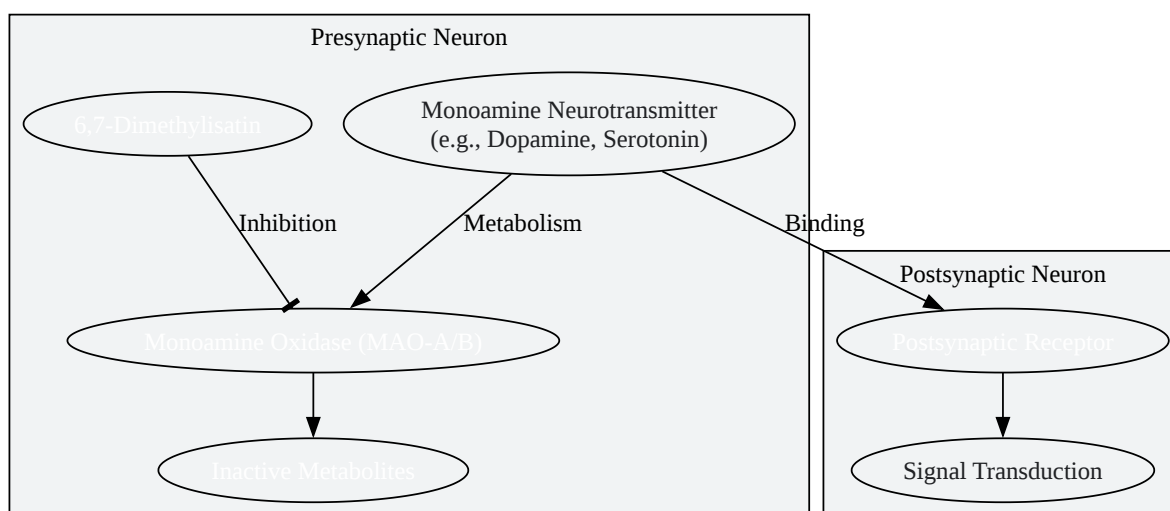 Presynaptic Neuron
6,7-Dimethylisatin
Monoamine Neurotransmitter
(e.g., Dopamine, Serotonin)
Inhibition
Metabolism
Binding
Postsynaptic Neuron
Monoamine Oxidase (MAO-A/B)
Postsynaptic Receptor
Inactive Metabolites
Signal Transduction